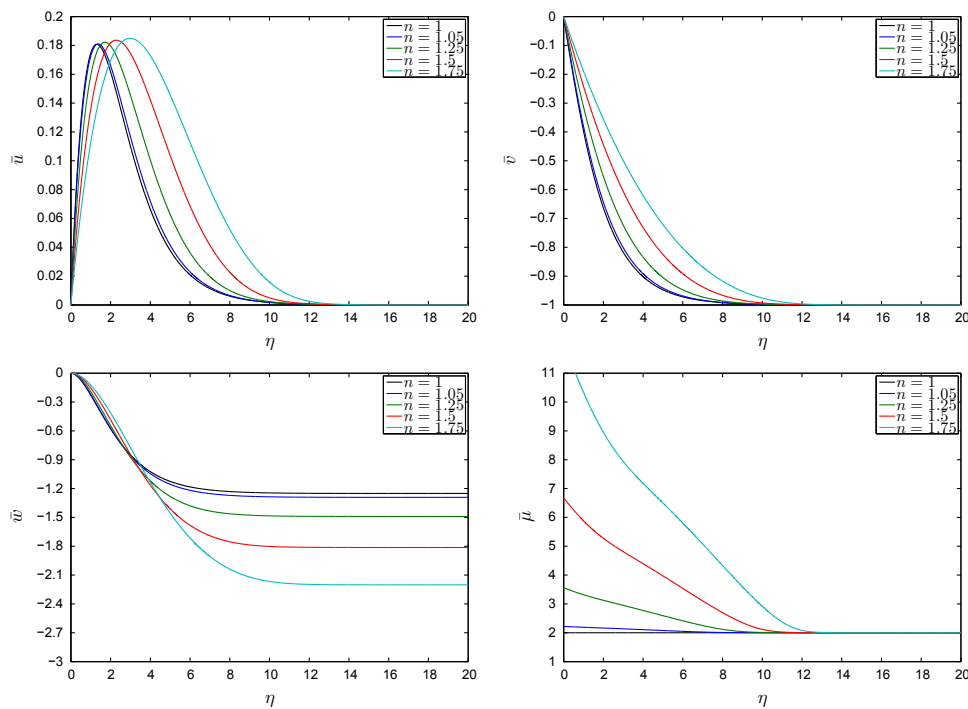 0.2
0.18
0.16
0.14
0.12
0.1
0.08
0.06
0.04
0.02
0
ū
n = 1
n = 1.05
n = 1.25
n = 1.5
n = 1.75
0 2 4 6 8 10 12 14 16 18 20
η
0
−0.1
−0.2
−0.3
−0.4
−0.5
−0.6
−0.7
−0.8
−0.9
−1
v̄
n = 1
n = 1.05
n = 1.25
n = 1.5
n = 1.75
0 2 4 6 8 10 12 14 16 18 20
η
0
−0.3
−0.6
−0.9
−1.2
−1.5
−1.8
−2.1
−2.4
−2.7
−3
w̄
n = 1
n = 1.05
n = 1.25
n = 1.5
n = 1.75
0 2 4 6 8 10 12 14 16 18 20
η
11
10
9
8
7
6
5
4
3
2
1
μ̄
n = 1
n = 1.05
n = 1.25
n = 1.5
n = 1.75
0 2 4 6 8 10 12 14 16 18 20
η